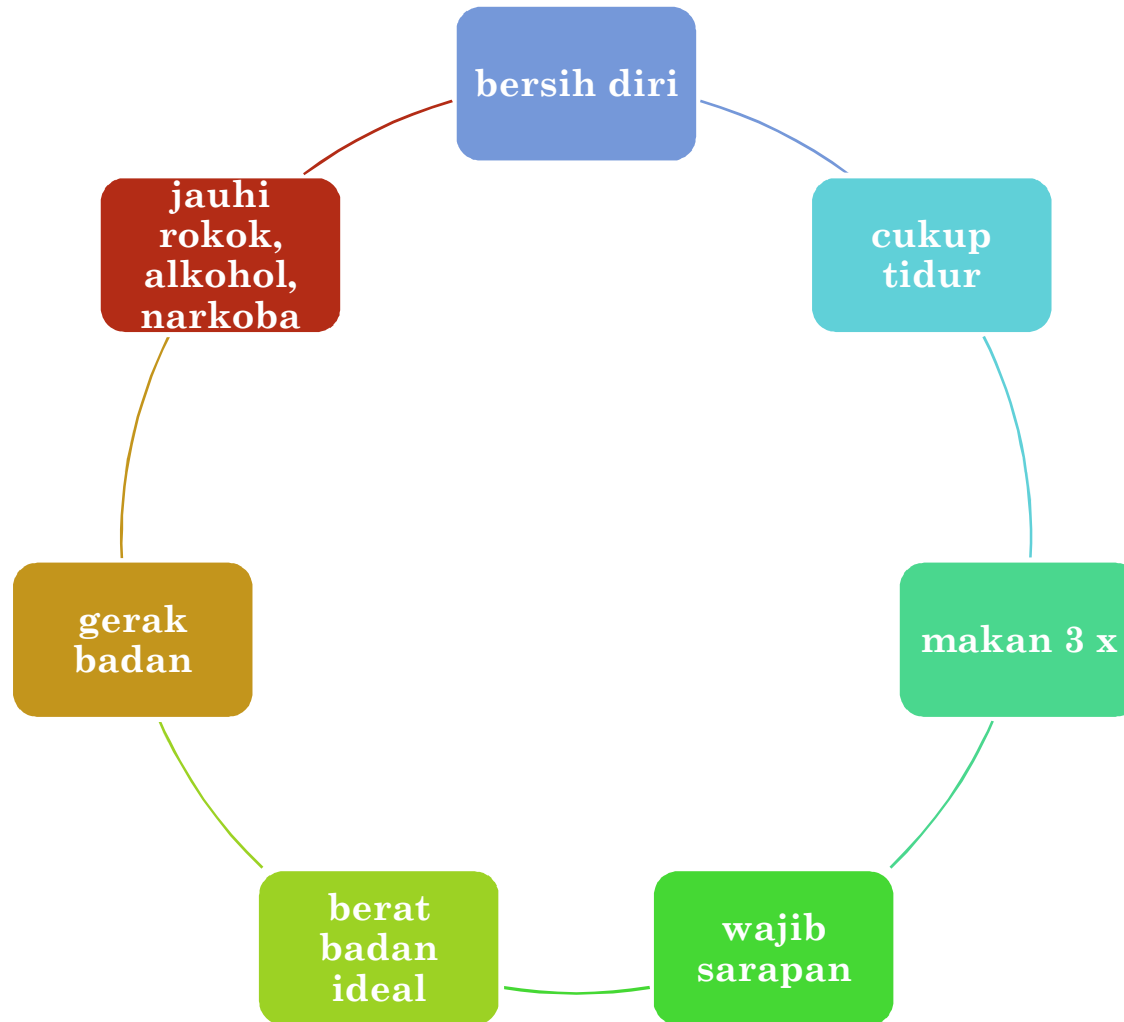 bersih diri
cukup
tidur
makan 3 x
wajib
sarapan
berat
badan
ideal
gerak
badan
jauhi
rokok,
alkohol,
narkoba